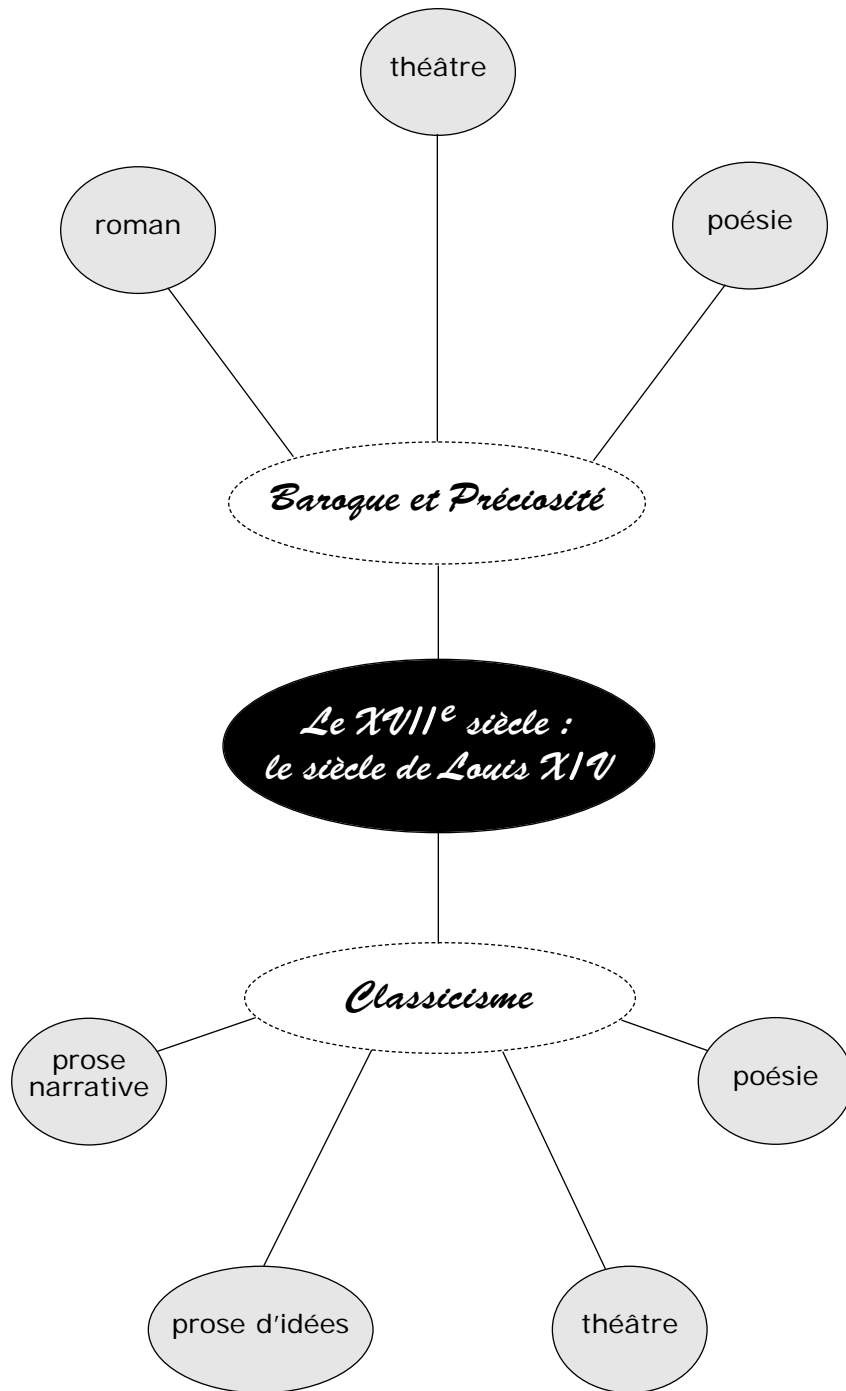 théâtre
roman
poésie
Baroque et Préciosité
Le XVIIe siècle :
le siècle de Louis XIV
Classicisme
prose
narrative
poésie
prose d'idées
théâtre